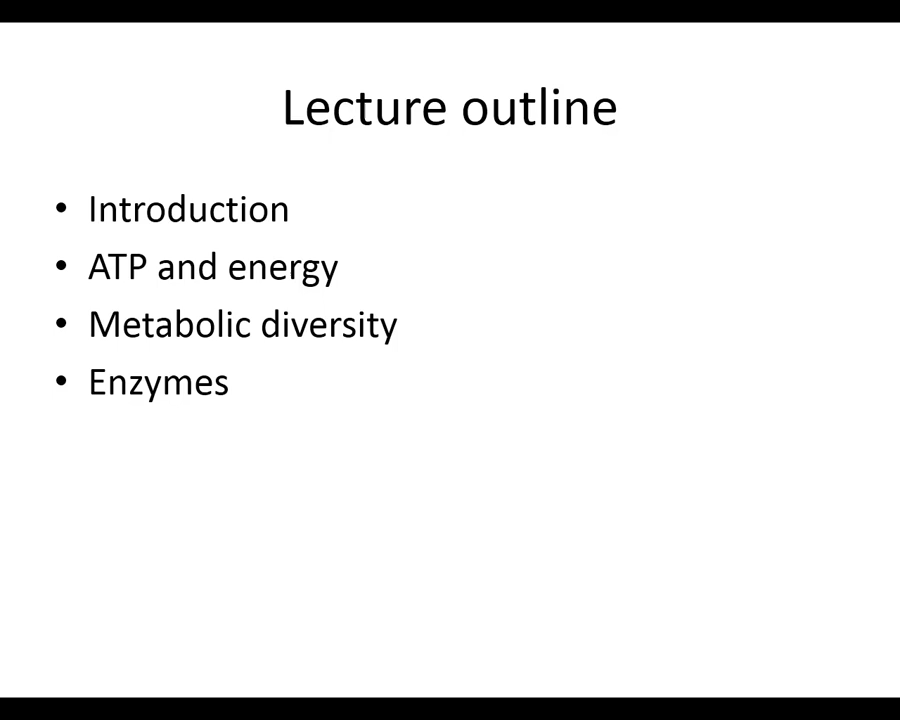 Lecture outline
• Introduction
• ATP and energy
• Metabolic diversity
• Enzymes